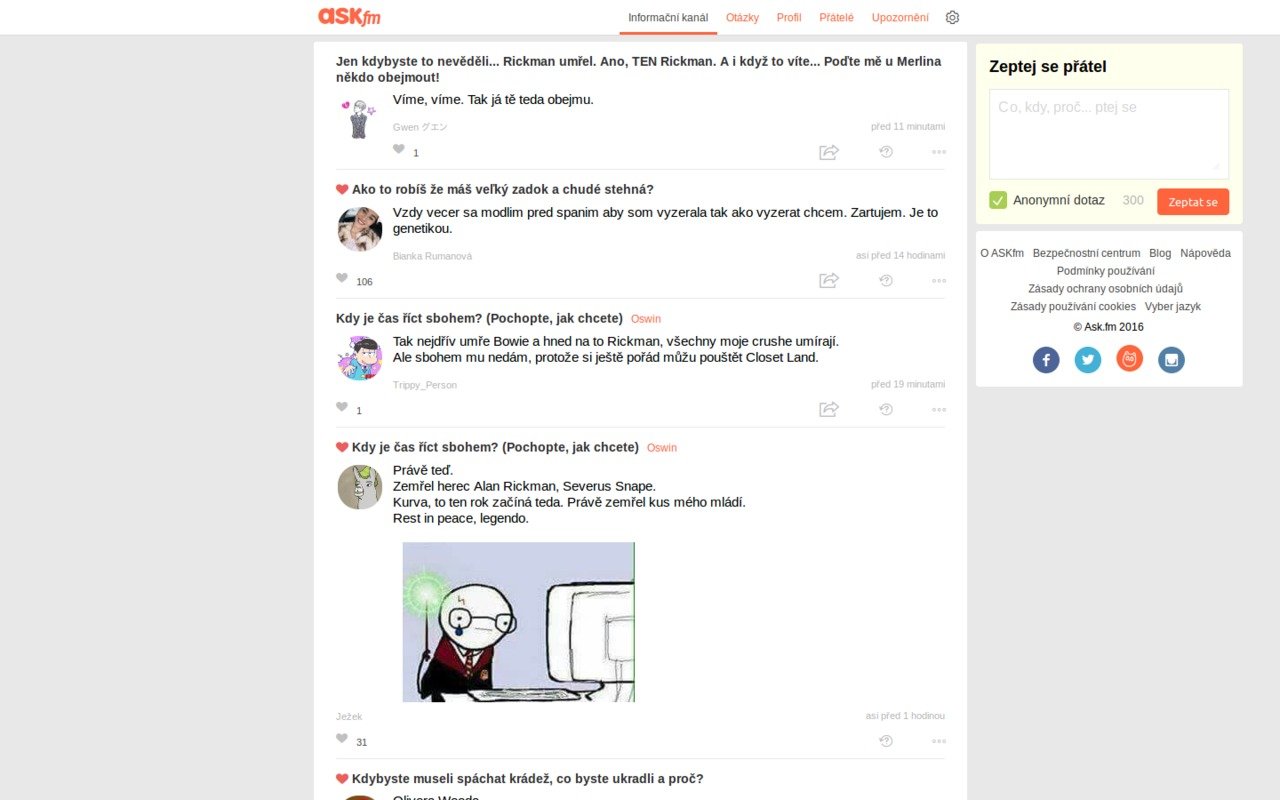 ASKfm
Informační kanál Otázky Profil Přátelé Upozornění
Jen kdybyste to nevěděli... Rickman umřel. Ano, TEN Rickman. A i když to víte... Poďte mě u Merlina
někdo obejmout!
Víme, víme. Tak já tě teda obejmu.
Gwen グエン před 11 minutami
1
Ako to robíš že máš veľký zadok a chudé stehná?
Vzdy vecer sa modlim pred spanim aby som vyzerala tak ako vyzerat chcem. Zartujem. Je to
genetikou.
Bianka Rumanová asi před 14 hodinami
106
Kdy je čas říct sbohem? (Pochopte, jak chcete) Oswin
Tak nejdřív umře Bowie a hned na to Rickman, všechny moje crushe umírají.
Ale sbohem mu nedám, protože si ještě pořád můžu pouštět Closet Land.
Trippy_Person před 19 minutami
1
Kdy je čas říct sbohem? (Pochopte, jak chcete) Oswin
Právě teď.
Zemřel herec Alan Rickman, Severus Snape.
Kurva, to ten rok začíná teda. Právě zemřel kus mého mládí.
Rest in peace, legendo.
Ježek asi před 1 hodinou
31
Kdybyste museli spáchat krádež, co byste ukradli a proč?
Zeptej se přátel
Co, kdy, proč... ptej se
Anonymní dotaz 300 Zeptat se
O ASKfm Bezpečnostní centrum Blog Nápověda
Podmínky používání
Zásady ochrany osobních údajů
Zásady používání cookies Vyber jazyk
© Ask.fm 2016